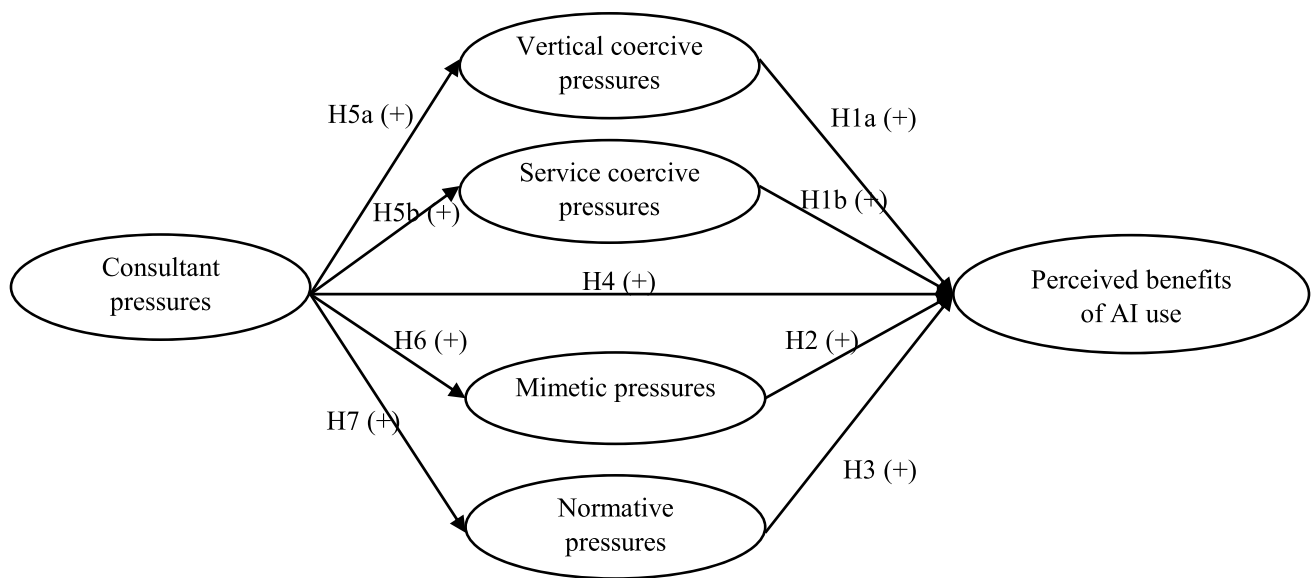 Vertical coercive
pressures
H5a (+)
H1a (+)
Service coercive
pressures
H5b (+)
H1b (+)
Consultant
pressures
H4 (+)
Perceived benefits
of AI use
H6 (+)
H2 (+)
Mimetic pressures
H7 (+)
H3 (+)
Normative
pressures